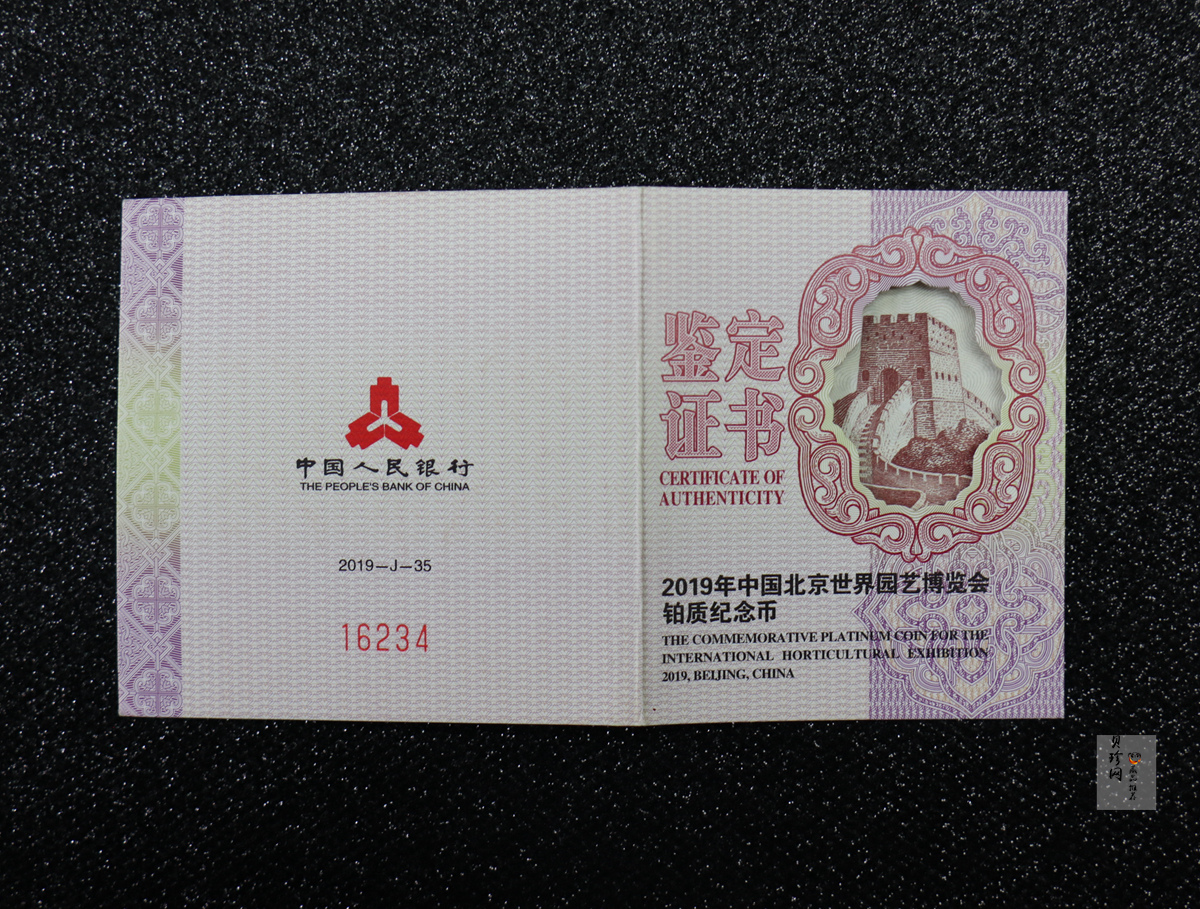 中国人民银行
THE PEOPLE'S BANK OF CHINA
2019-J-35
16234
鉴定
证书
CERTIFICATE OF
AUTHENTICITY
2019年中国北京世界园艺博览会
铂质纪念币
THE COMMEMORATIVE PLATINUM COIN FOR THE
INTERNATIONAL HORTICULTURAL EXHIBITION
2019, BEIJING, CHINA